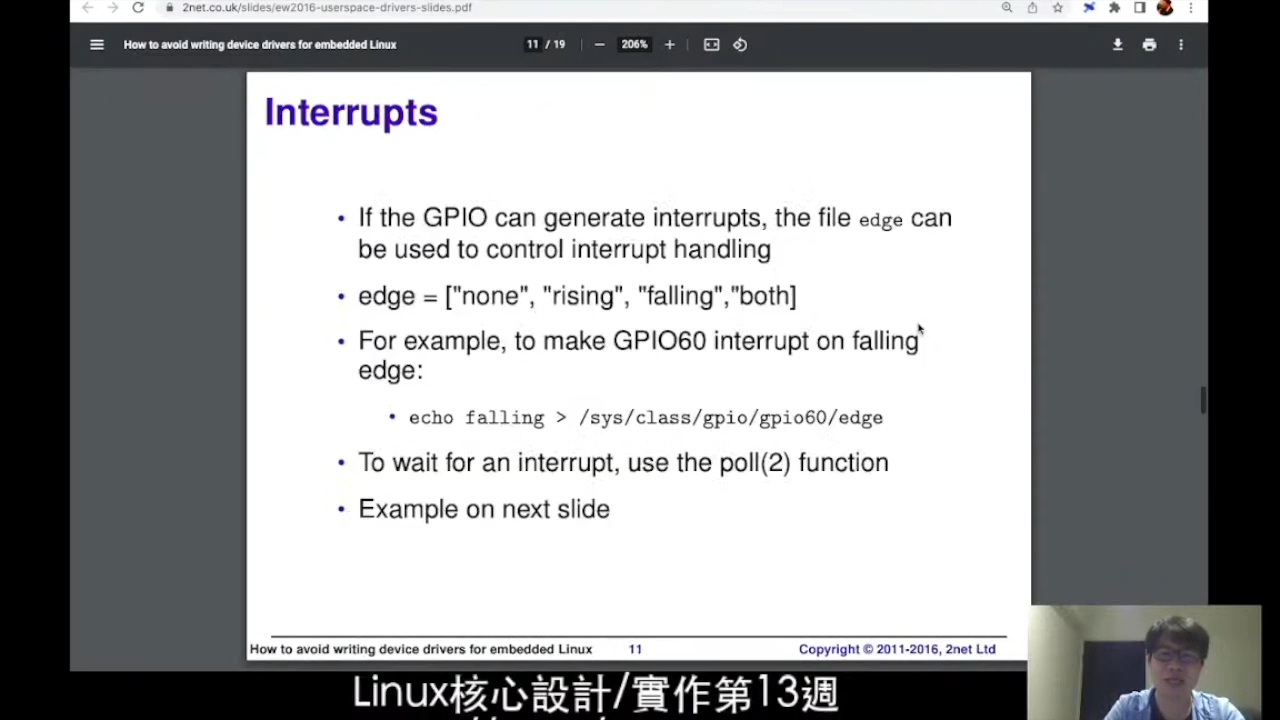 2net.co.uk/slides/ew2016-userspace-drivers-slides.pdf
How to avoid writing device drivers for embedded Linux
11 / 19
206%
Interrupts
• If the GPIO can generate interrupts, the file edge can
be used to control interrupt handling
• edge = ["none", "rising", "falling","both]
• For example, to make GPIO60 interrupt on falling
edge:
• echo falling > /sys/class/gpio/gpio60/edge
• To wait for an interrupt, use the poll(2) function
• Example on next slide
How to avoid writing device drivers for embedded Linux
11
Copyright © 2011-2016, 2net Ltd
Linux核心設計/實作第13週